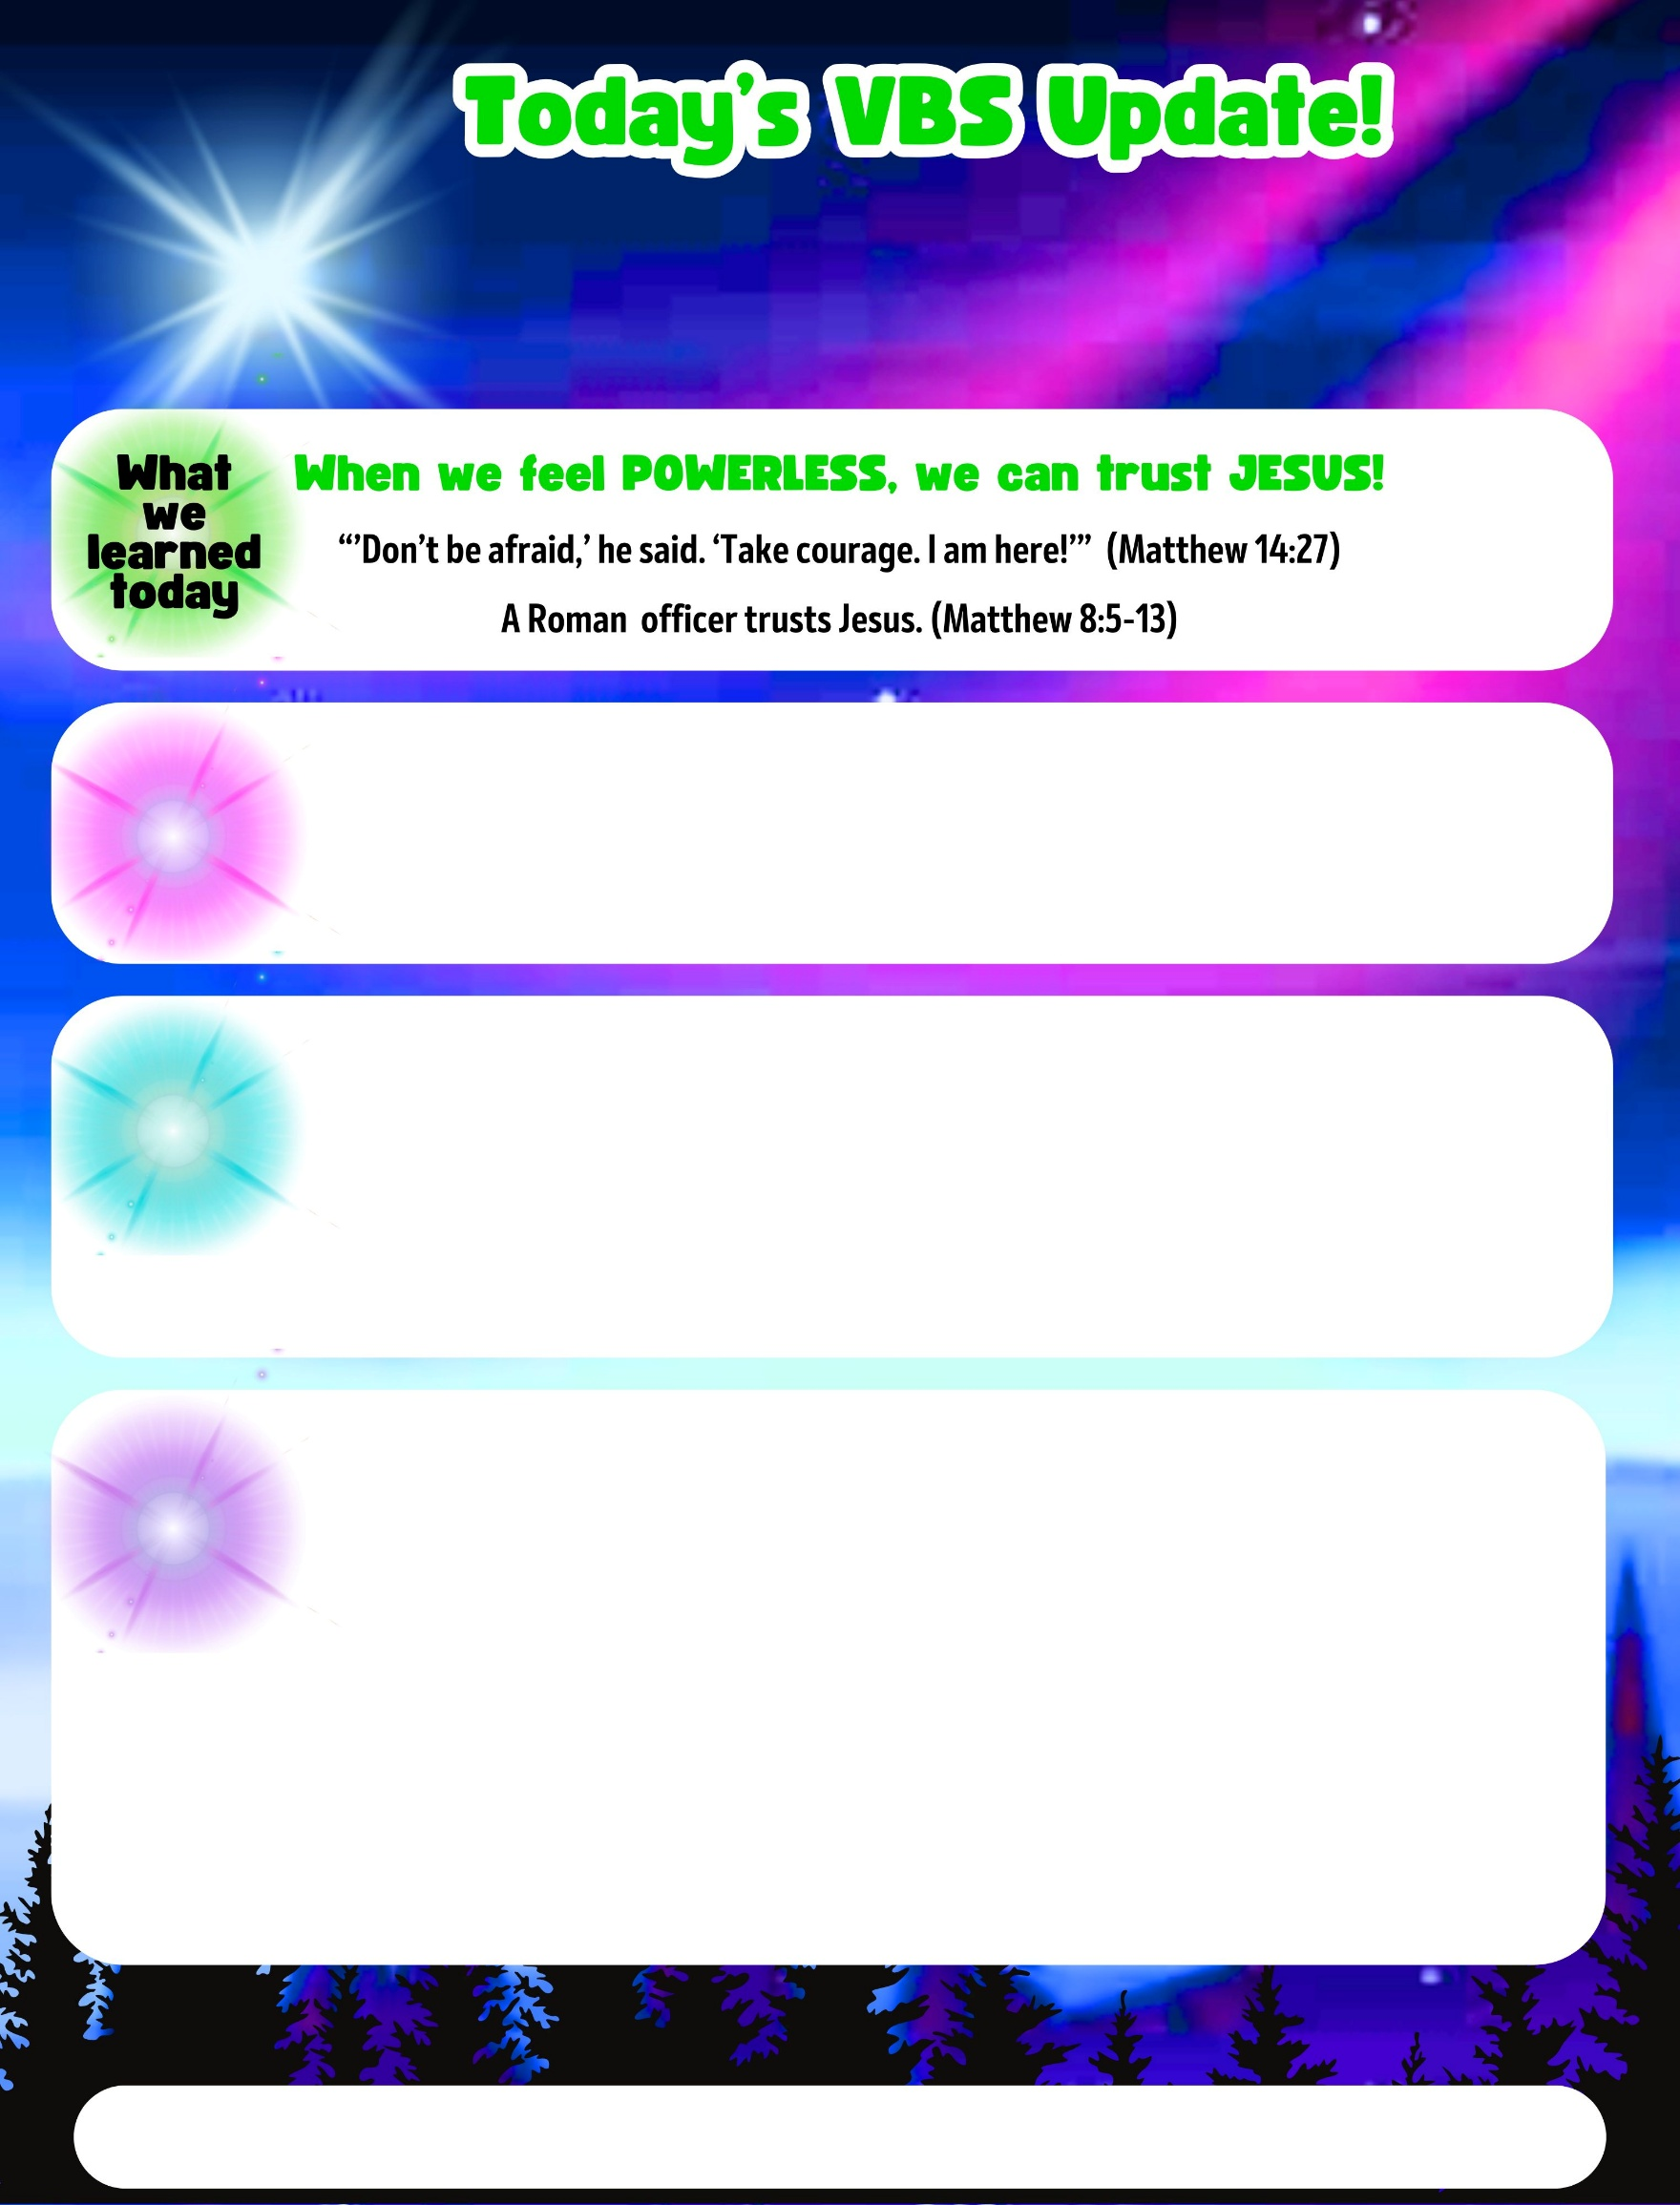 Today’s VBS Update!
What
we
learned
today
When we feel POWERLESS, we can trust JESUS!
“’Don’t be afraid,’ he said. ‘Take courage. I am here!’”  (Matthew 14:27)
A Roman  officer trusts Jesus. (Matthew 8:5-13)